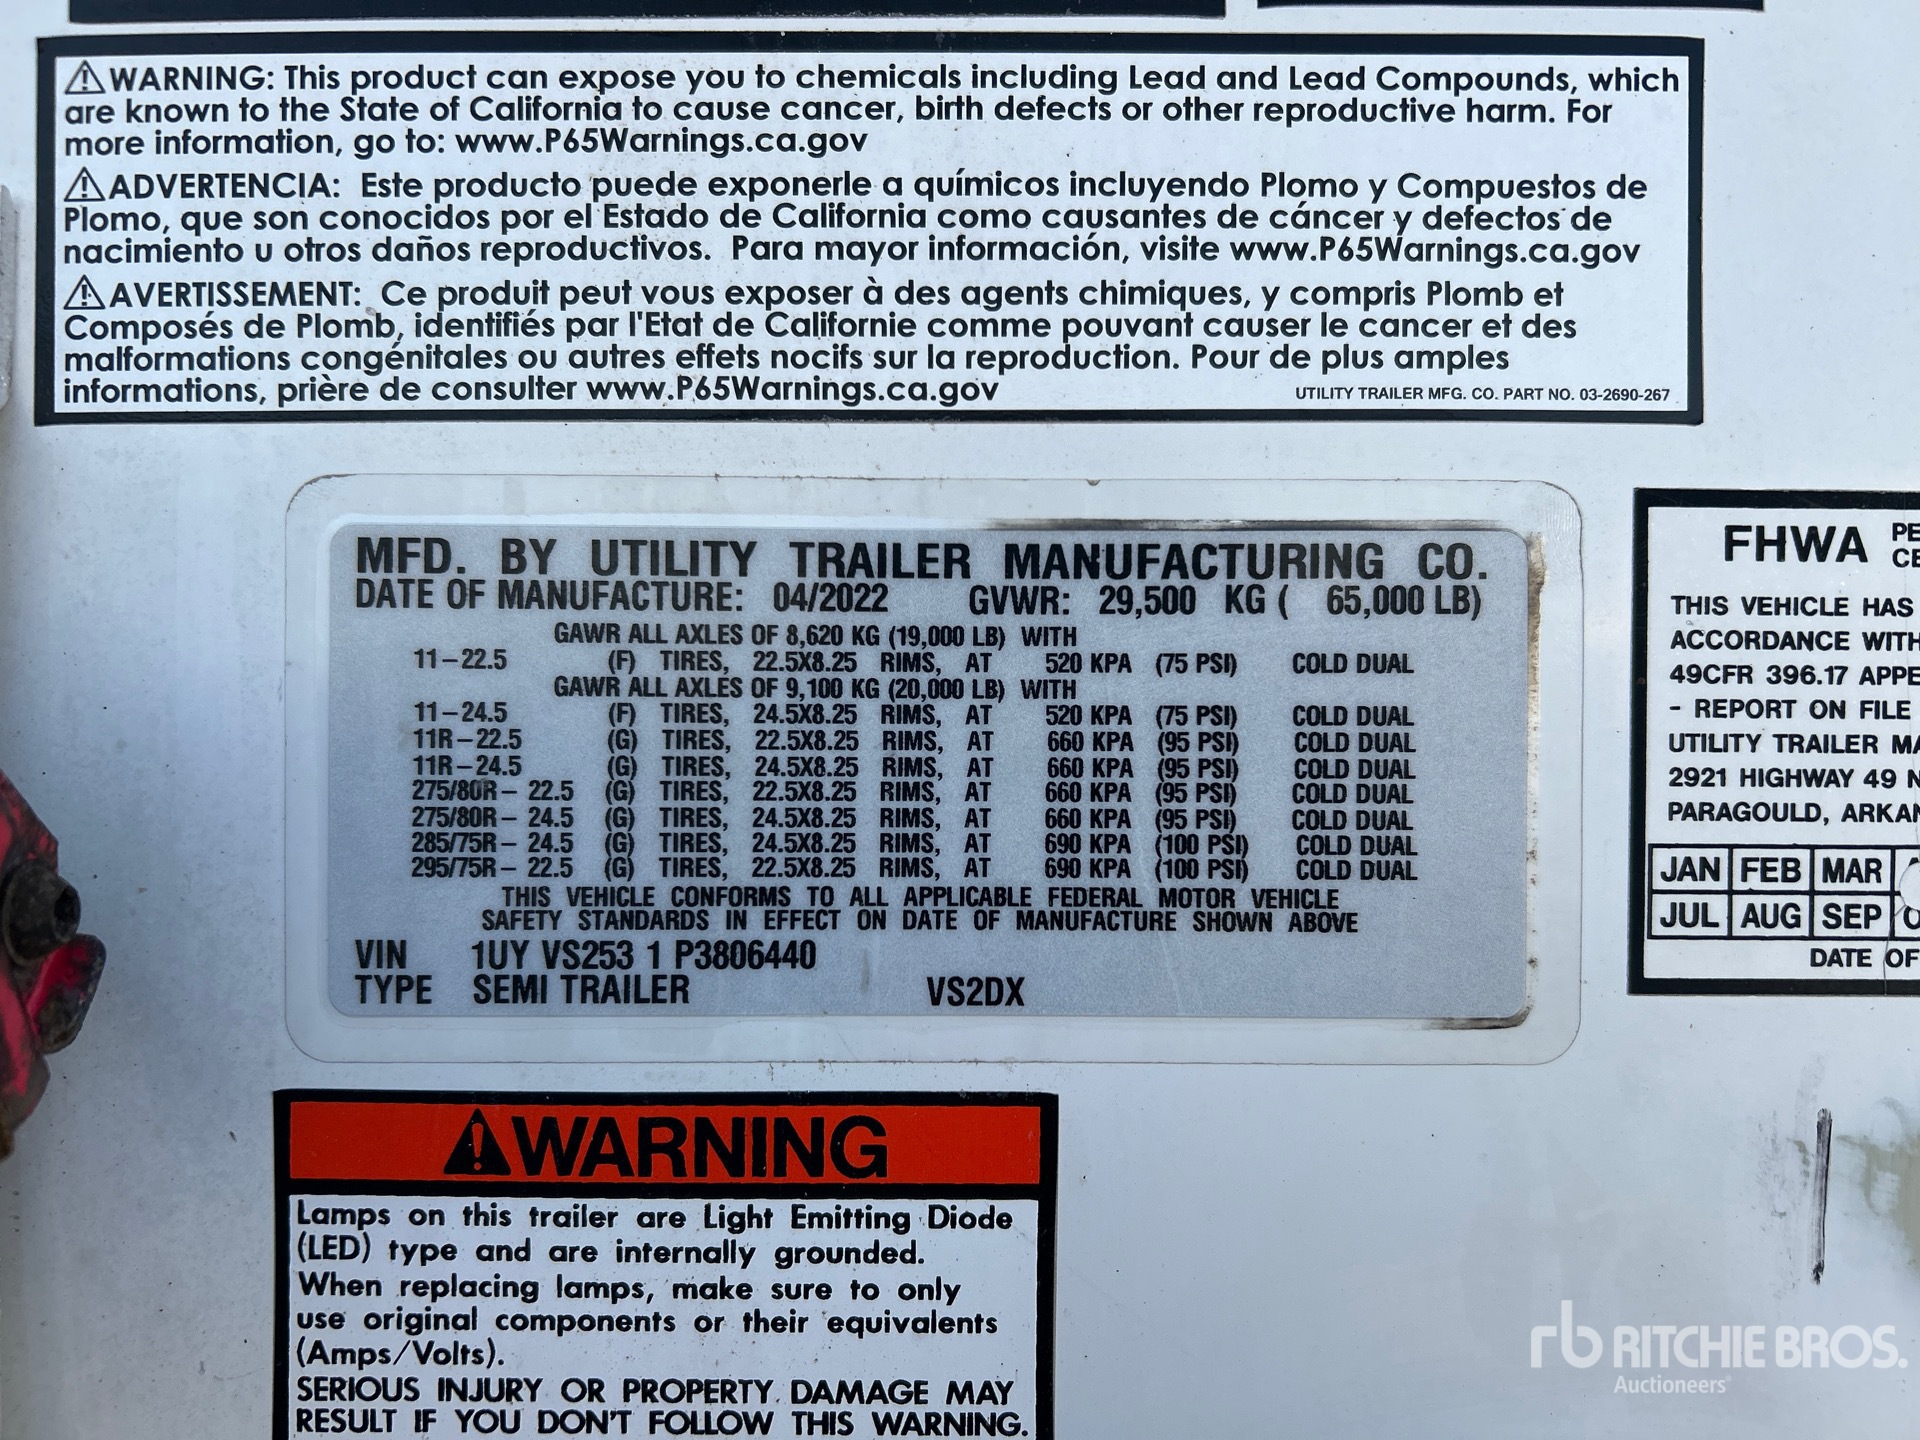 ⚠WARNING: This product can expose you to chemicals including Lead and Lead Compounds, which
are known to the State of California to cause cancer, birth defects or other reproductive harm. For
more information, go to: www.P65Warnings.ca.gov
⚠ADVERTENCIA: Este producto puede exponerle a químicos incluyendo Plomo y Compuestos de
Plomo, que son conocidos por el Estado de California como causantes de cáncer y defectos de
nacimiento u otros daños reproductivos. Para mayor información, visite www.P65Warnings.ca.gov
⚠AVERTISSEMENT: Ce produit peut vous exposer à des agents chimiques, y compris Plomb et
Composés de Plomb, identifiés par l'Etat de Californie comme pouvant causer le cancer et des
malformations congénitales ou autres effets nocifs sur la reproduction. Pour de plus amples
informations, prière de consulter www.P65Warnings.ca.gov
UTILITY TRAILER MFG. CO. PART NO. 03-2690-267
MFD. BY UTILITY TRAILER MANUFACTURING CO.
DATE OF MANUFACTURE: 04/2022 GVWR: 29,500 KG ( 65,000 LB)
GAWR ALL AXLES OF 8,620 KG (19,000 LB) WITH
11-22.5 (F) TIRES, 22.5X8.25 RIMS, AT 520 KPA (75 PSI) COLD DUAL
GAWR ALL AXLES OF 9,100 KG (20,000 LB) WITH
11-24.5 (F) TIRES, 24.5X8.25 RIMS, AT 520 KPA (75 PSI) COLD DUAL
11R-22.5 (G) TIRES, 22.5X8.25 RIMS, AT 660 KPA (95 PSI) COLD DUAL
11R-24.5 (G) TIRES, 24.5X8.25 RIMS, AT 660 KPA (95 PSI) COLD DUAL
275/80R- 22.5 (G) TIRES, 22.5X8.25 RIMS, AT 660 KPA (95 PSI) COLD DUAL
275/80R- 24.5 (G) TIRES, 24.5X8.25 RIMS, AT 660 KPA (95 PSI) COLD DUAL
285/75R- 24.5 (G) TIRES, 24.5X8.25 RIMS, AT 690 KPA (100 PSI) COLD DUAL
295/75R- 22.5 (G) TIRES, 22.5X8.25 RIMS, AT 690 KPA (100 PSI) COLD DUAL
THIS VEHICLE CONFORMS TO ALL APPLICABLE FEDERAL MOTOR VEHICLE
SAFETY STANDARDS IN EFFECT ON DATE OF MANUFACTURE SHOWN ABOVE
VIN 1UY VS253 1 P3806440
TYPE SEMI TRAILER VS2DX
FHWA
THIS VEHICLE HAS
ACCORDANCE WITH
49CFR 396.17 APPE
- REPORT ON FILE
UTILITY TRAILER MA
2921 HIGHWAY 49 N
PARAGOULD, ARKAN
JAN FEB MAR
JUL AUG SEP
DATE OF
⚠WARNING
Lamps on this trailer are Light Emitting Diode
(LED) type and are internally grounded.
When replacing lamps, make sure to only
use original components or their equivalents
(Amps/Volts).
SERIOUS INJURY OR PROPERTY DAMAGE MAY
RESULT IF YOU DON'T FOLLOW THIS WARNING.
rb RITCHIE BROS.
Auctioneers